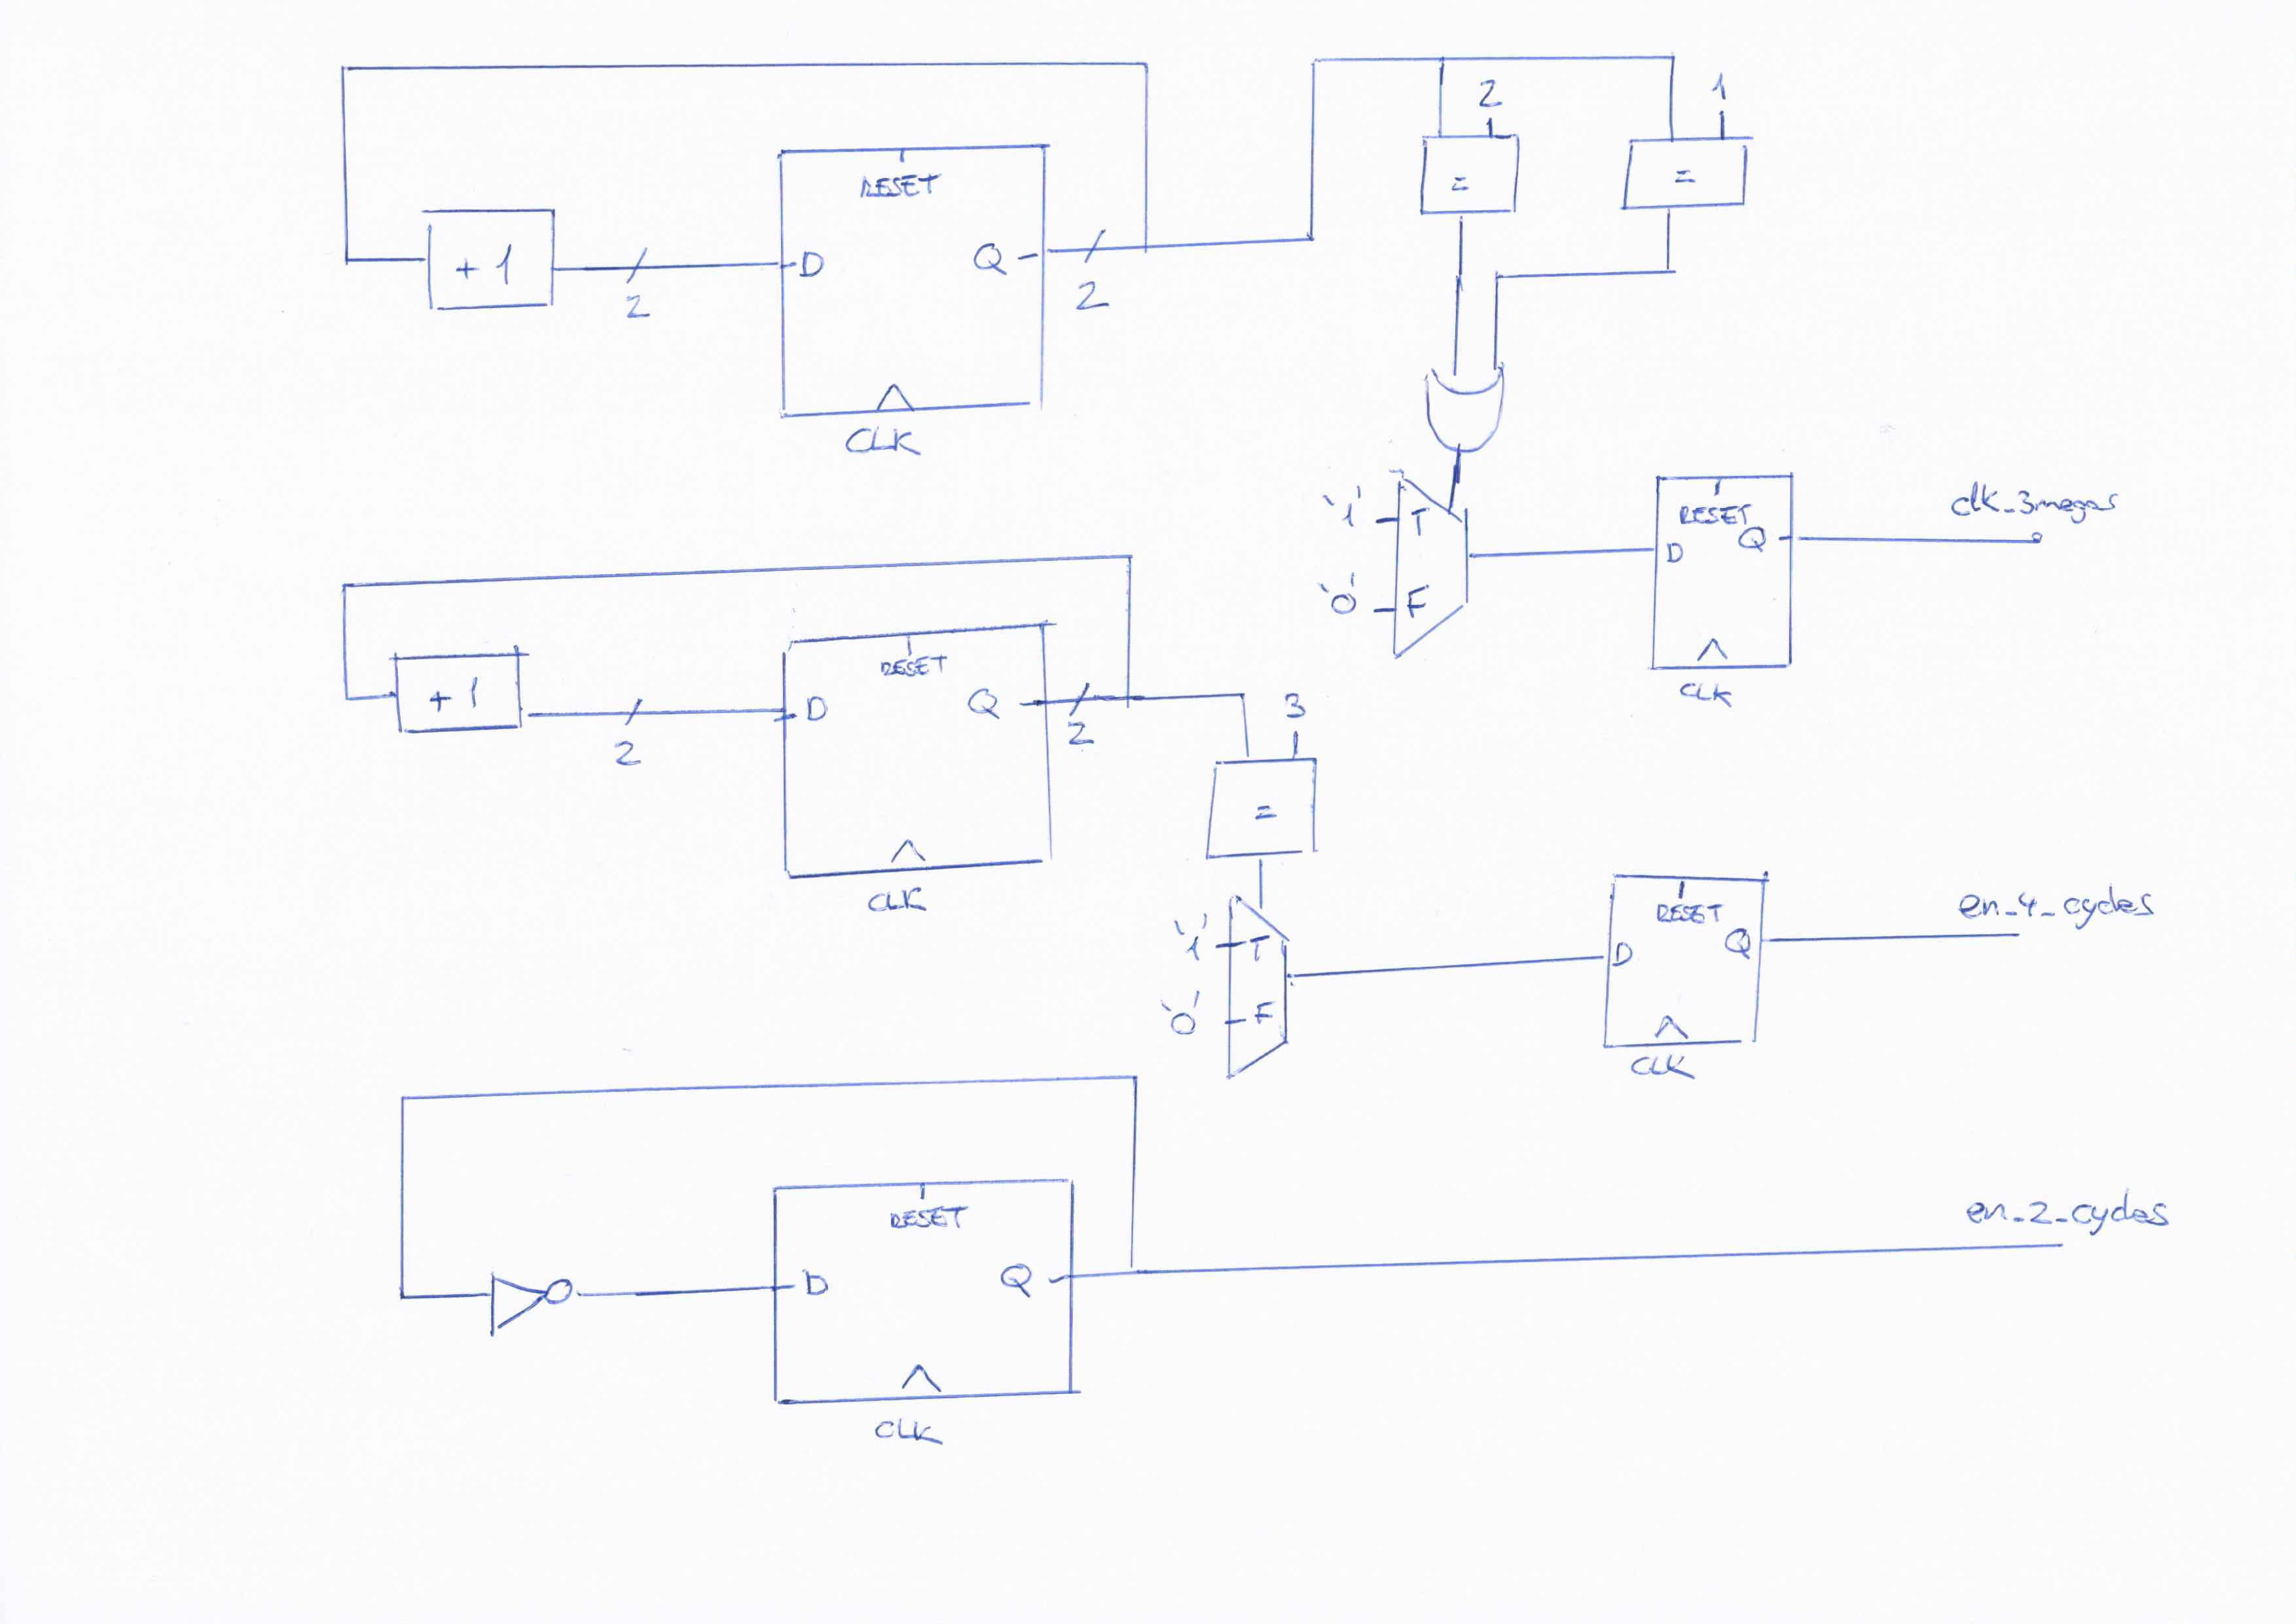 2
1
RESET
=
=
+ 1
D
Q
2
2
CLK
'1'
T
RESET
Q
D
clk_3megas
'0'
F
CLK
RESET
+ 1
D
Q
2
2
3
=
CLK
'1'
T
RESET
D
Q
en_4_cycles
'0'
F
CLK
RESET
D
Q
en_2_cycles
CLK